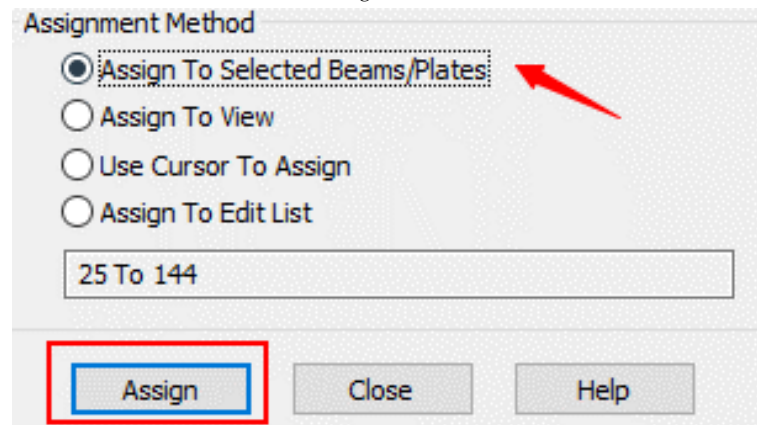 Assignment Method
Assign To Selected Beams/Plates
Assign To View
Use Cursor To Assign
Assign To Edit List
25 To 144
Assign Close Help